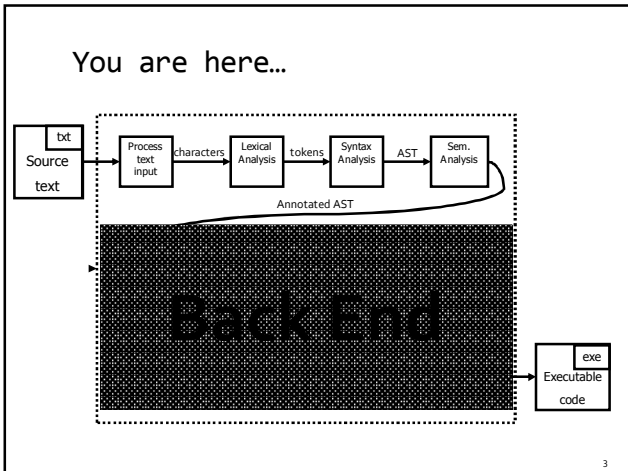 You are here…
txt
Source
text
Process
text
input
characters
Lexical
Analysis
tokens
Syntax
Analysis
AST
Sem.
Analysis
Annotated AST
Back End
exe
Executable
code
3